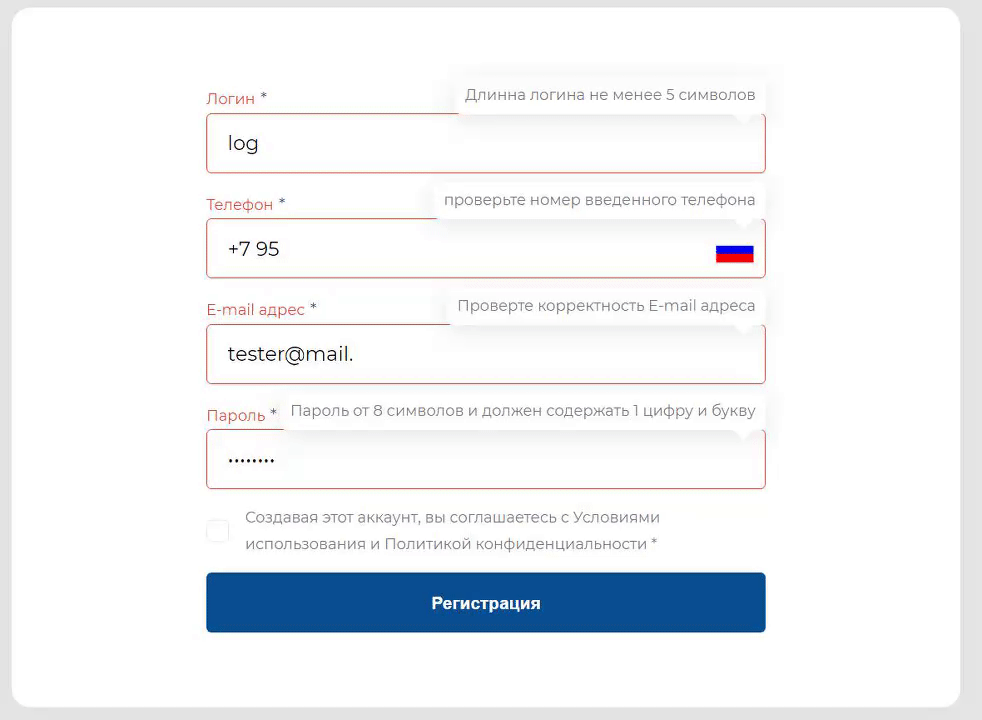 Логин *
Длинна логина не менее 5 символов
log
Телефон *
проверьте номер введенного телефона
+7 95
E-mail адрес *
Проверте корректность E-mail адреса
tester@mail.
Пароль *
Пароль от 8 символов и должен содержать 1 цифру и букву
••••••••
Создавая этот аккаунт, вы соглашаетесь с Условиями
использования и Политикой конфиденциальности *
Регистрация